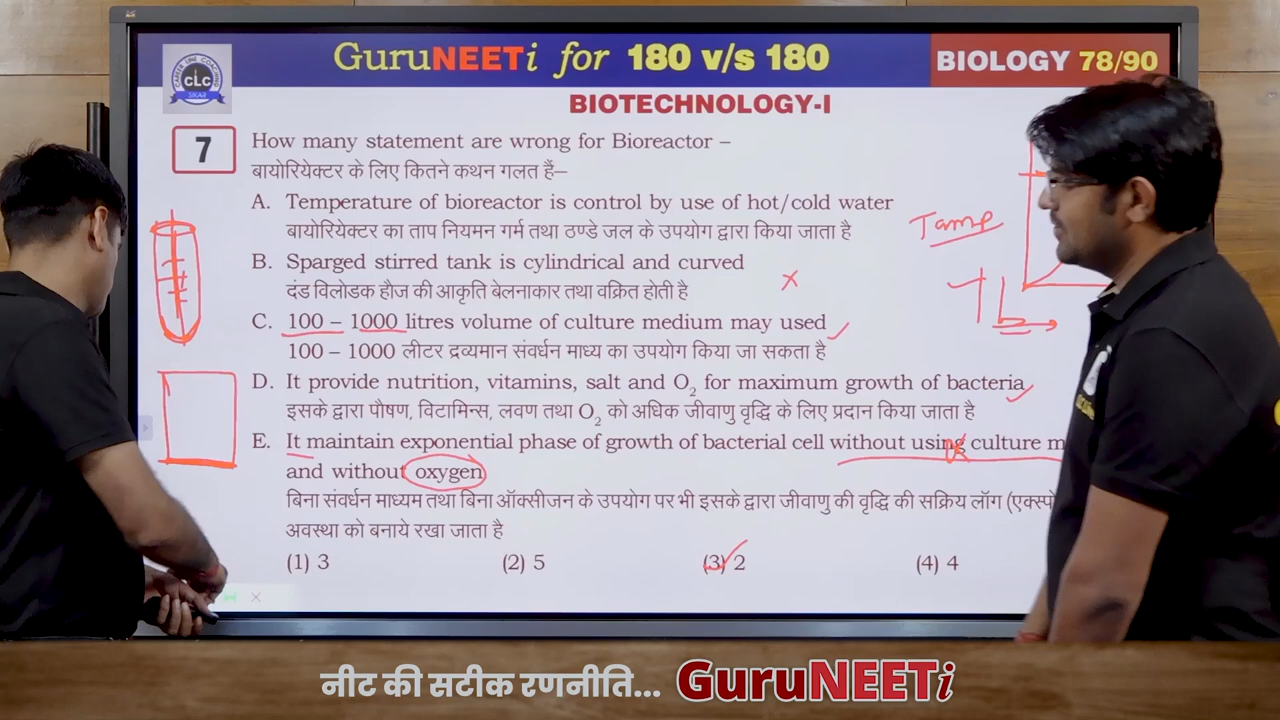 GuruNEETi for 180 v/s 180
BIOLOGY 78/90
CAREER LINE COACHING
CLC
SIKAR
BIOTECHNOLOGY-I
7
How many statement are wrong for Bioreactor –
बायोरियेक्टर के लिए कितने कथन गलत हैं–
A. Temperature of bioreactor is control by use of hot/cold water
बायोरियेक्टर का ताप नियमन गर्म तथा ठण्डे जल के उपयोग द्वारा किया जाता है
Tamp
B. Sparged stirred tank is cylindrical and curved
दंड विलोडक हौज की आकृति बेलनाकार तथा वक्रित होती है
C. 100 – 1000 litres volume of culture medium may used
100 – 1000 लीटर द्रव्यमान संवर्धन माध्य का उपयोग किया जा सकता है
D. It provide nutrition, vitamins, salt and O₂ for maximum growth of bacteria
इसके द्वारा पौषण, विटामिन्स, लवण तथा O₂ को अधिक जीवाणु वृद्धि के लिए प्रदान किया जाता है
E. It maintain exponential phase of growth of bacterial cell without using culture m
and without oxygen
बिना संवर्धन माध्यम तथा बिना ऑक्सीजन के उपयोग पर भी इसके द्वारा जीवाणु की वृद्धि की सक्रिय लॉग (एक्स्पो
अवस्था को बनाये रखा जाता है
(1) 3 (2) 5 (3) 2 (4) 4
नीट की सटीक रणनीति... GuruNEETi